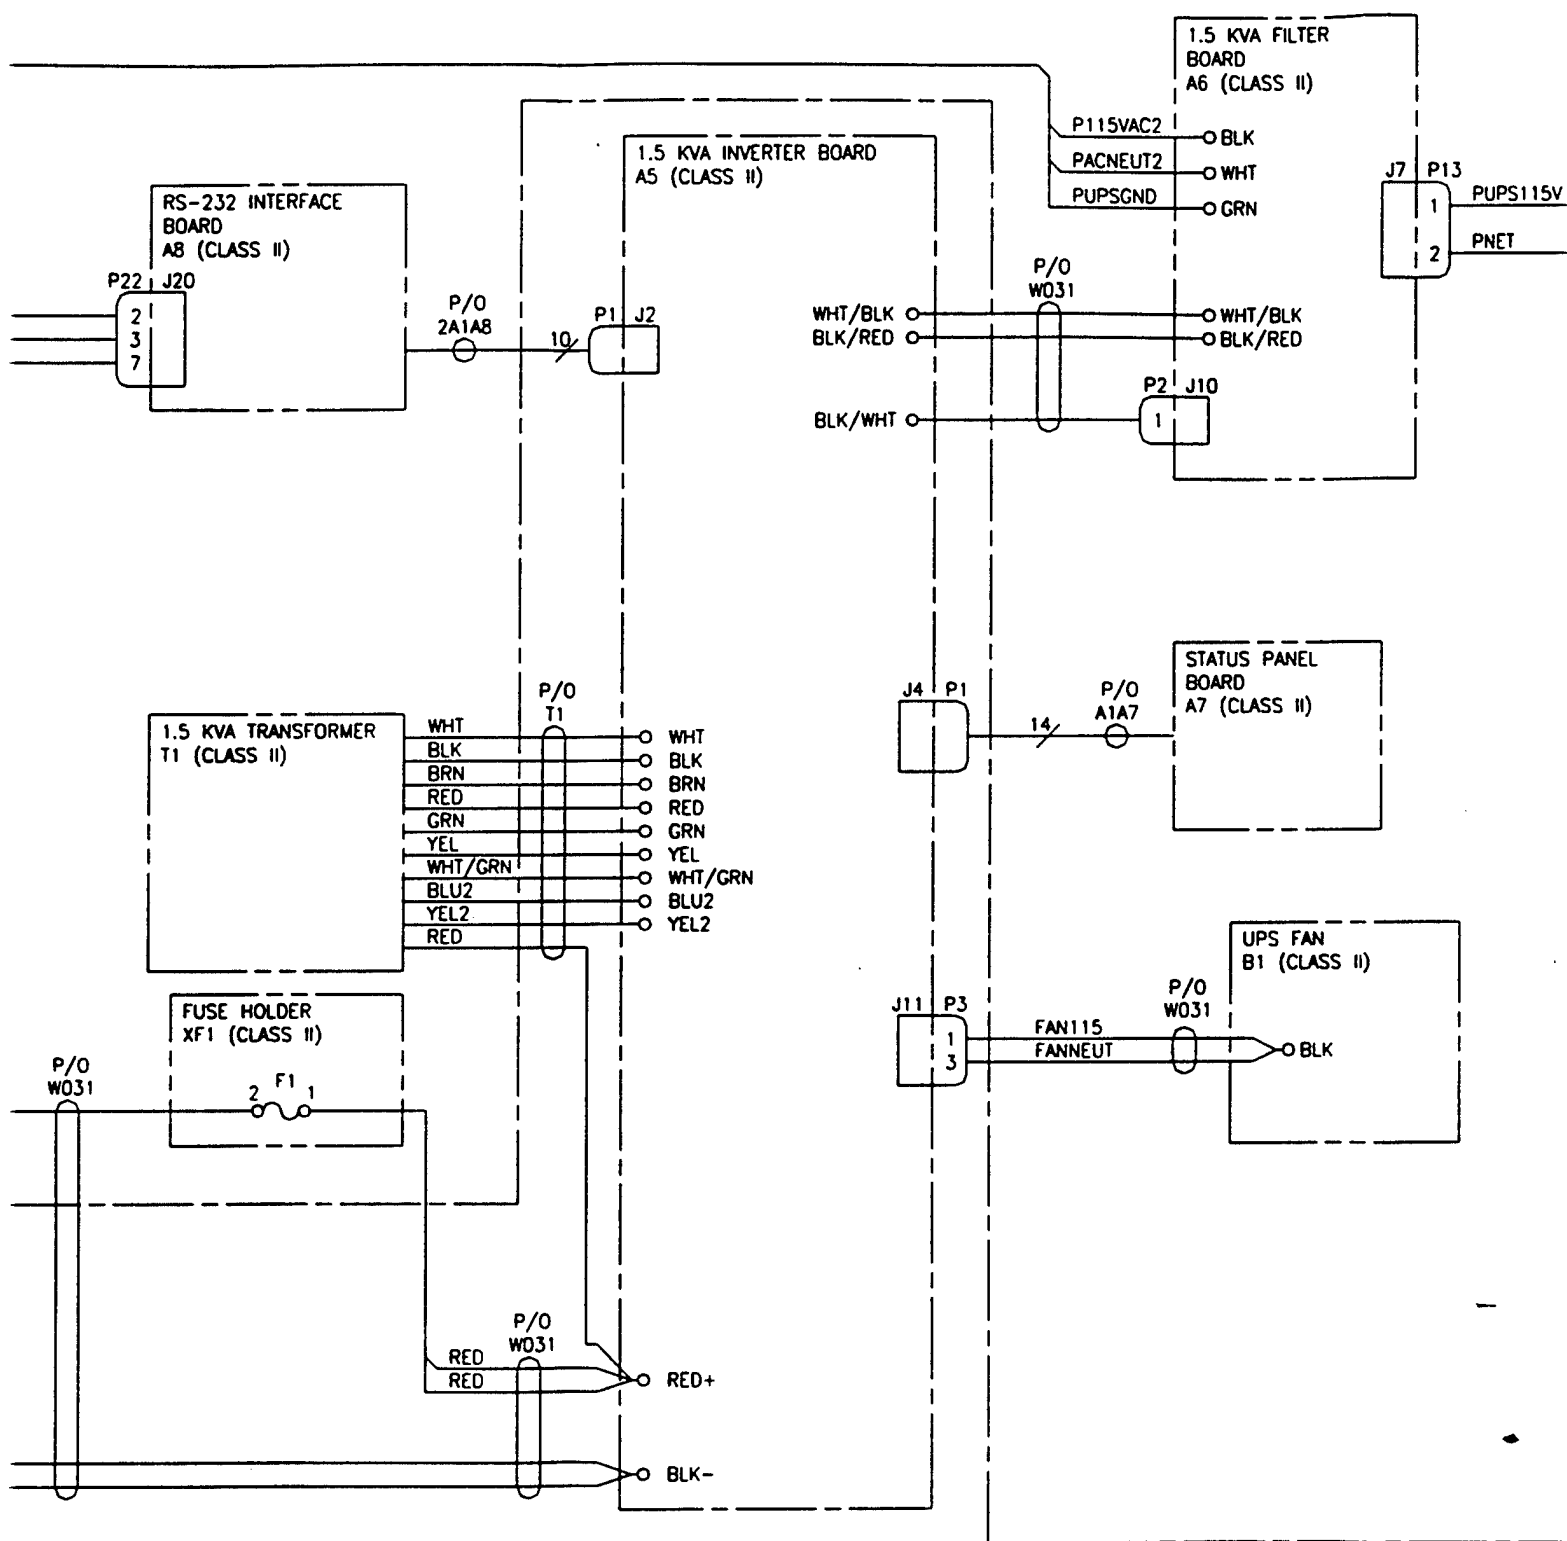 1.5 KVA FILTER
BOARD
A6 (CLASS II)
P115VAC2
BLK
PACNEUT2
WHT
PUPSGND
GRN
J7 P13
1
PUPS115V
2
PNET
1.5 KVA INVERTER BOARD
A5 (CLASS II)
RS-232 INTERFACE
BOARD
A8 (CLASS II)
P22 J20
2
3
7
P/O
2A1A8
10
P1 J2
P/O
W031
WHT/BLK
WHT/BLK
BLK/RED
BLK/RED
P2 J10
BLK/WHT
1
STATUS PANEL
BOARD
A7 (CLASS II)
J4 P1
P/O
A1A7
14
1.5 KVA TRANSFORMER
T1 (CLASS II)
P/O
T1
WHT
WHT
BLK
BLK
BRN
BRN
RED
RED
GRN
GRN
YEL
YEL
WHT/GRN
WHT/GRN
BLU2
BLU2
YEL2
YEL2
RED
UPS FAN
B1 (CLASS II)
J11 P3
1
3
FAN115
FANNEUT
P/O
W031
BLK
FUSE HOLDER
XF1 (CLASS II)
P/O
W031
2 F1 1
P/O
W031
RED
RED
RED+
BLK-